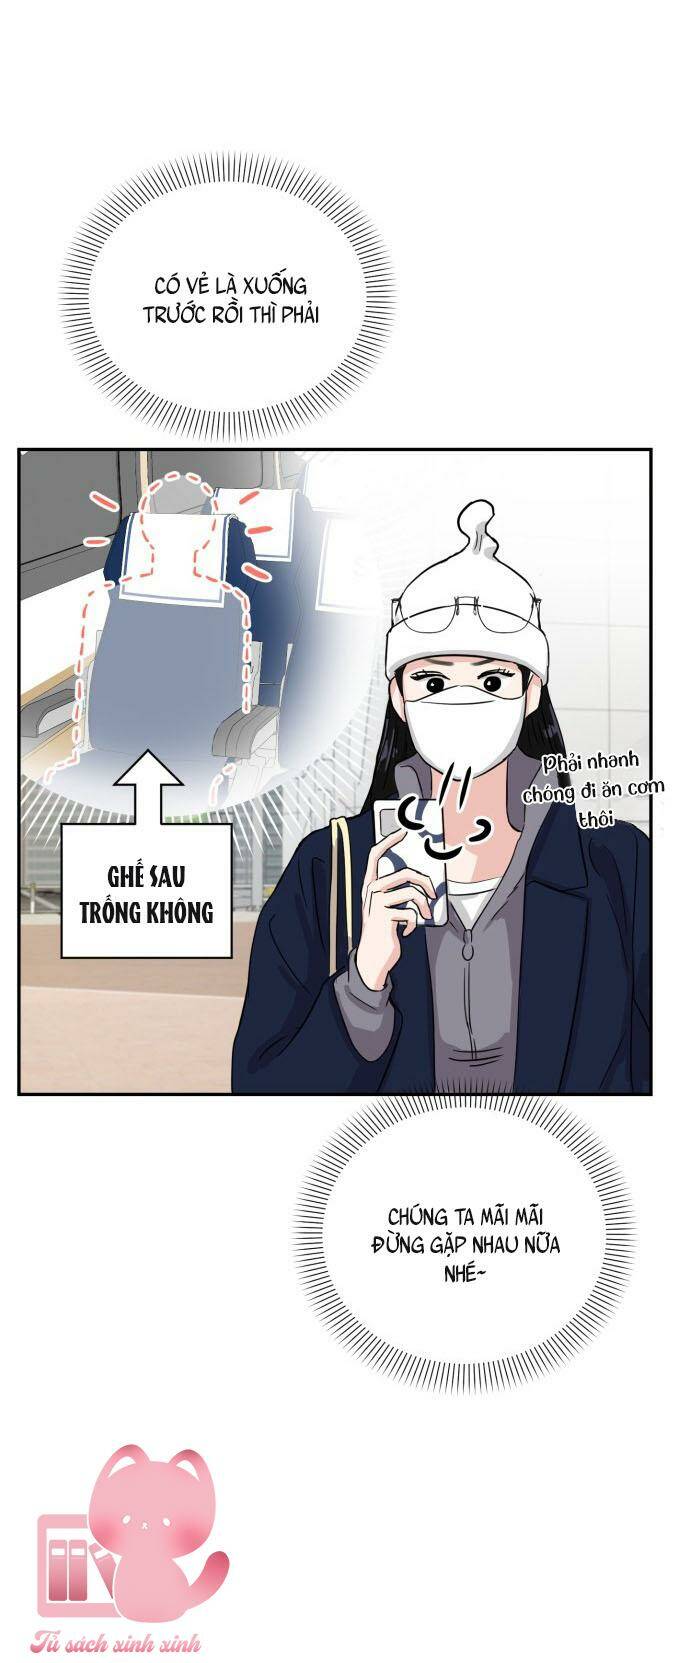 CÓ VẺ LÀ XUỐNG
TRƯỚC RỒI THÌ PHẢI
GHẾ SAU
TRỐNG KHÔNG
Phải nhanh
chóng đi ăn cơm
thôi
CHÚNG TA MÃI MÃI
ĐỪNG GẶP NHAU NỮA
NHÉ~
Tủ sách xinh xinh